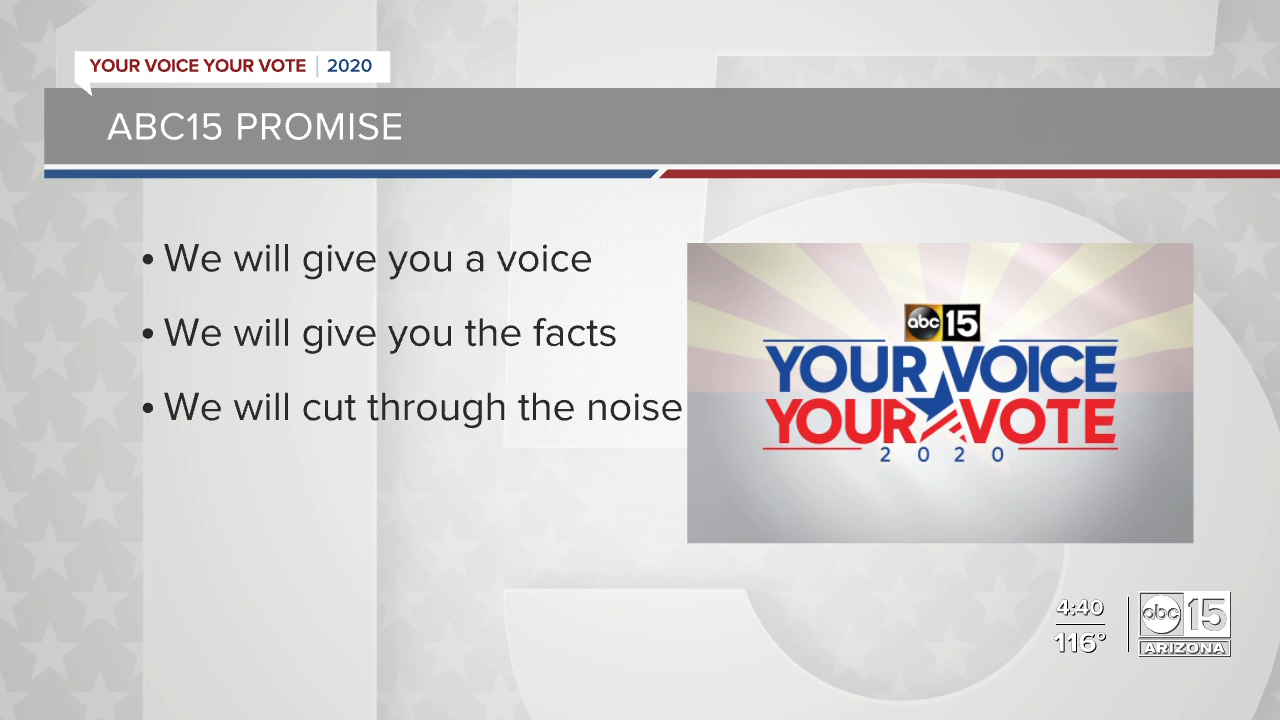 YOUR VOICE YOUR VOTE | 2020
ABC15 PROMISE
• We will give you a voice
• We will give you the facts
• We will cut through the noise
abc 15
YOUR VOICE
YOUR VOTE
2020
4:40
116°
abc 15
ARIZONA